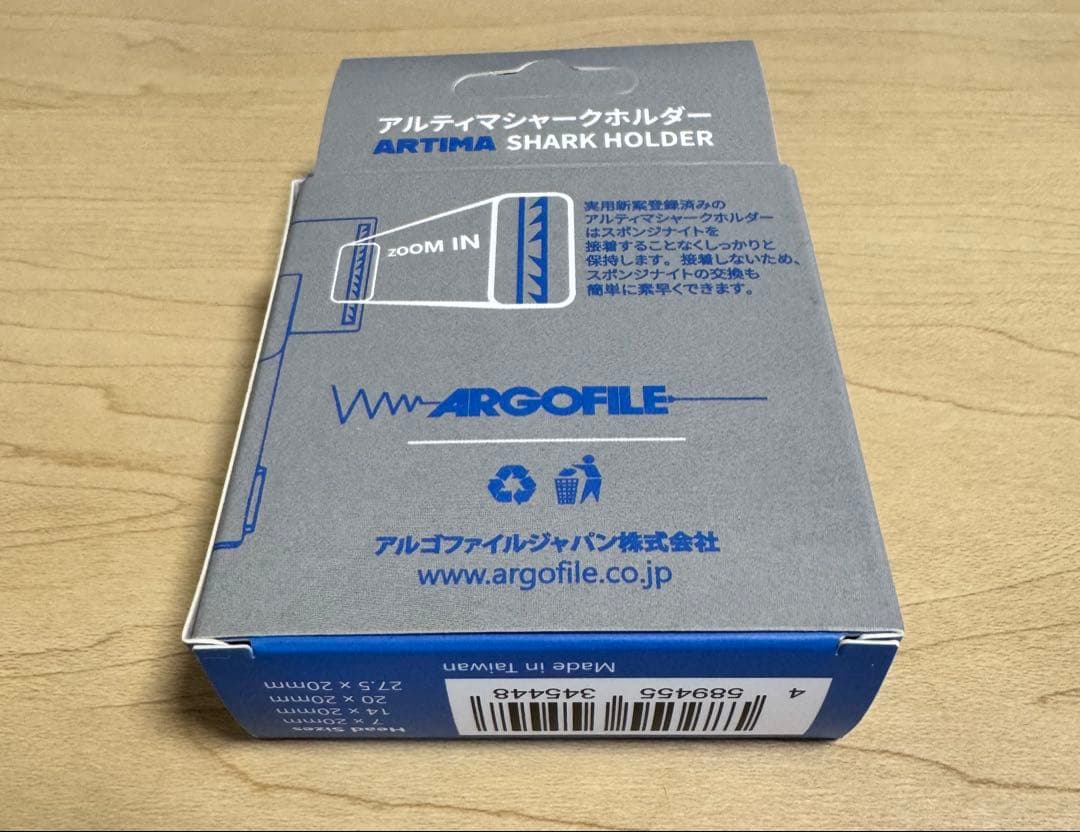 アルティマシャークホルダー
ARTIMA SHARK HOLDER
ZOOM IN
実用新案登録済みの
アルティマシャークホルダー
はスポンジナイトを
接着することなくしっかりと
保持します。接着しないため、
スポンジナイトの交換も
簡単に素早くできます。
ARGOFILE
アルゴファイルジャパン株式会社
www.argofile.co.jp
Made in Taiwan
4 589455 345448
Head Sizes
7 x 20mm
14 x 20mm
20 x 20mm
27.5 x 20mm